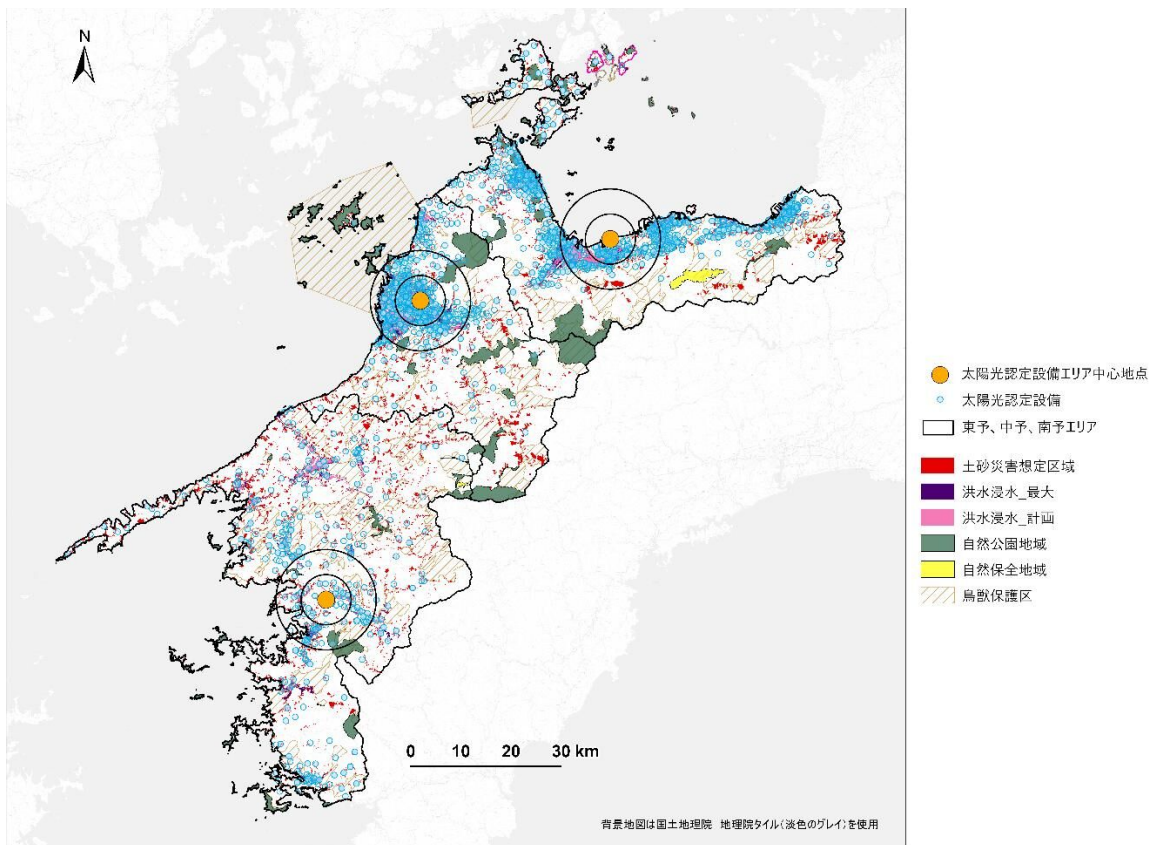 N
太陽光認定設備エリア中心地点
太陽光認定設備
東予、中予、南予エリア
土砂災害想定区域
洪水浸水_最大
洪水浸水_計画
自然公園地域
自然保全地域
鳥獣保護区
0 10 20 30 km
背景地図は国土地理院 地理院タイル(淡色のグレイ)を使用